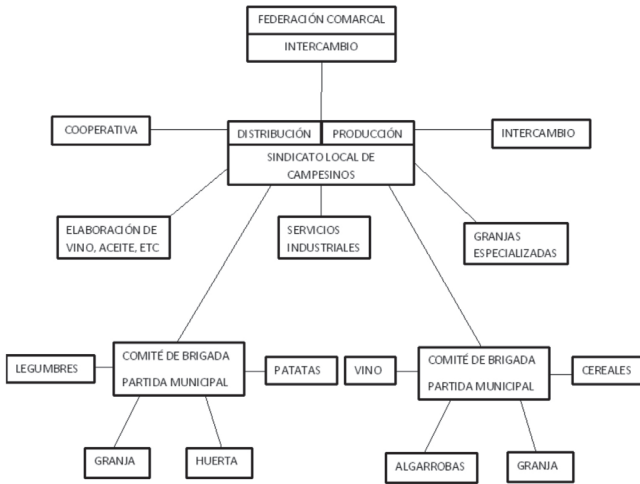 FEDERACIÓN COMARCAL
INTERCAMBIO
COOPERATIVA
DISTRIBUCIÓN
PRODUCCIÓN
INTERCAMBIO
SINDICATO LOCAL DE
CAMPESINOS
ELABORACIÓN DE
VINO, ACEITE, ETC
SERVICIOS
INDUSTRIALES
GRANJAS
ESPECIALIZADAS
LEGUMBRES
COMITÉ DE BRIGADA
PARTIDA MUNICIPAL
PATATAS
VINO
COMITÉ DE BRIGADA
PARTIDA MUNICIPAL
CEREALES
GRANJA
HUERTA
ALGARROBAS
GRANJA